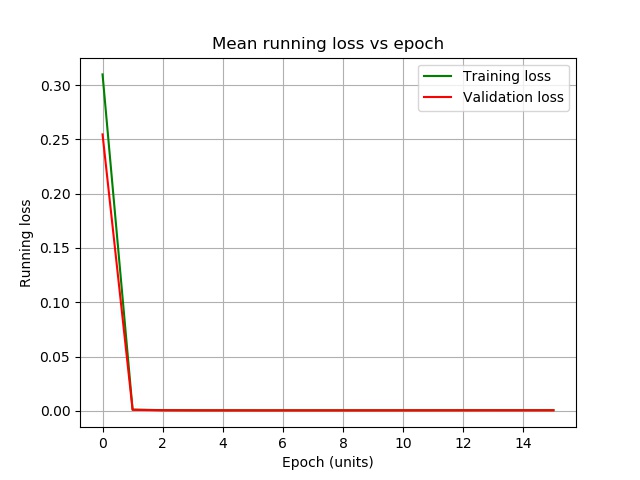 Mean running loss vs epoch
Training loss
Validation loss
Running loss
0.30
0.25
0.20
0.15
0.10
0.05
0.00
0 2 4 6 8 10 12 14
Epoch (units)